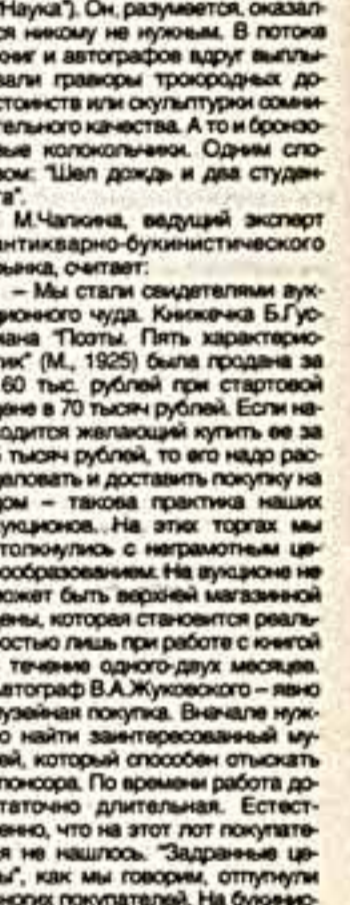 "Наука"). Он, разумеется, оказал-
ся никому не нужным. В потоке
книг и автографов вдруг выплы-
вали гравюры троюродных до-
стоинств или скульптурки сомни-
тельного качества. А то и бронзо-
вые колокольчики. Одним сло-
вом: "Шел дождь и два студен-
та".
М.Чапкина, ведущий эксперт
антикварно-букинистического
рынка, считает:
– Мы стали свидетелями аук-
ционного чуда. Книжечка Б.Гус-
мана "Поэты. Пять характерис-
тик" (М., 1925) была продана за
60 тыс. рублей при стартовой
цене в 70 тысяч рублей. Если на-
ходится желающий купить ее за
тысяч рублей, то его надо рас-
целовать и доставить покупку на
дом – такова практика наших
аукционов. На этих торгах мы
столкнулись с неграмотным це-
нообразованием. На аукционе не
может быть верхней магазинной
цены, которая становится реаль-
ностью лишь при работе с книгой
течение одного-двух месяцев.
Автограф В.А.Жуковского – явно
музейная покупка. Вначале нуж-
но найти заинтересованный му-
зей, который способен отыскать
спонсора. По времени работа до-
статочно длительная. Естест-
венно, что на этот лот покупате-
ля не нашлось. "Задранные це-
ны", как мы говорим, отпугнули
многих покупателей. На букинис-